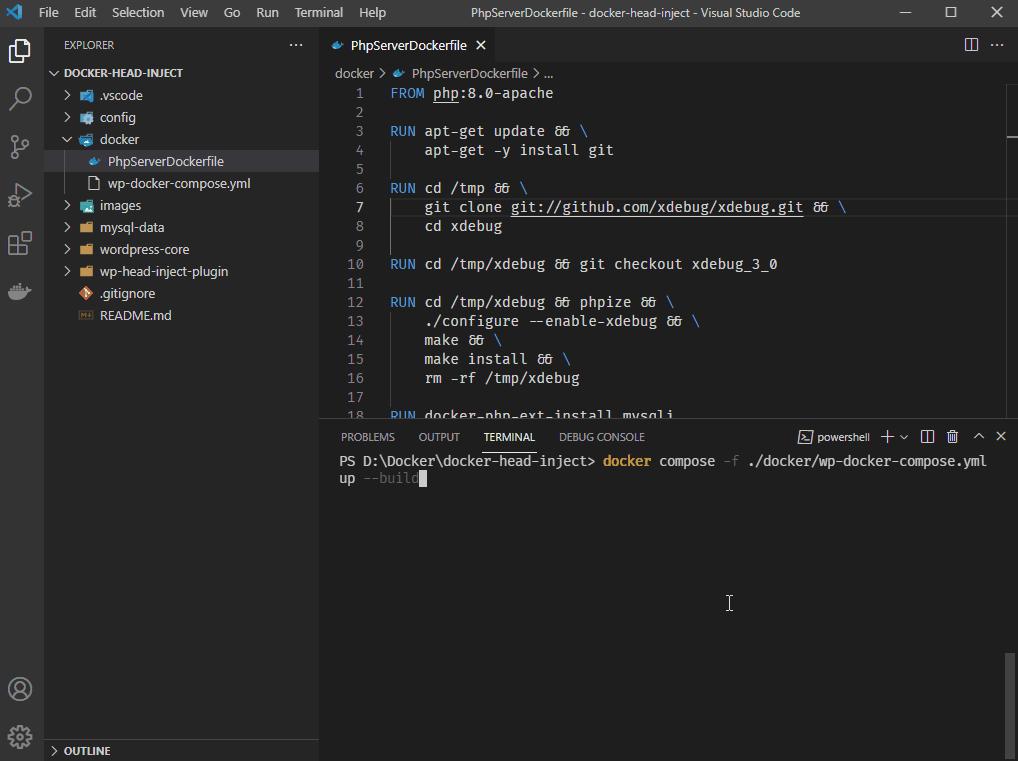 File Edit Selection View Go Run Terminal Help PhpServerDockerfile - docker-head-inject - Visual Studio Code
EXPLORER
DOCKER-HEAD-INJECT
.vscode
config
docker
PhpServerDockerfile
wp-docker-compose.yml
images
mysql-data
wordpress-core
wp-head-inject-plugin
.gitignore
README.md
OUTLINE
PhpServerDockerfile
docker > PhpServerDockerfile > ...
1 FROM php:8.0-apache
2
3 RUN apt-get update && \
4 apt-get -y install git
5
6 RUN cd /tmp && \
7 git clone git://github.com/xdebug/xdebug.git && \
8 cd xdebug
9
10 RUN cd /tmp/xdebug && git checkout xdebug_3_0
11
12 RUN cd /tmp/xdebug && phpize && \
13 ./configure --enable-xdebug && \
14 make && \
15 make install && \
16 rm -rf /tmp/xdebug
17
18 RUN docker-php-ext-install mysqli
PROBLEMS OUTPUT TERMINAL DEBUG CONSOLE powershell
PS D:\Docker\docker-head-inject> docker compose -f ./docker/wp-docker-compose.yml
up --build